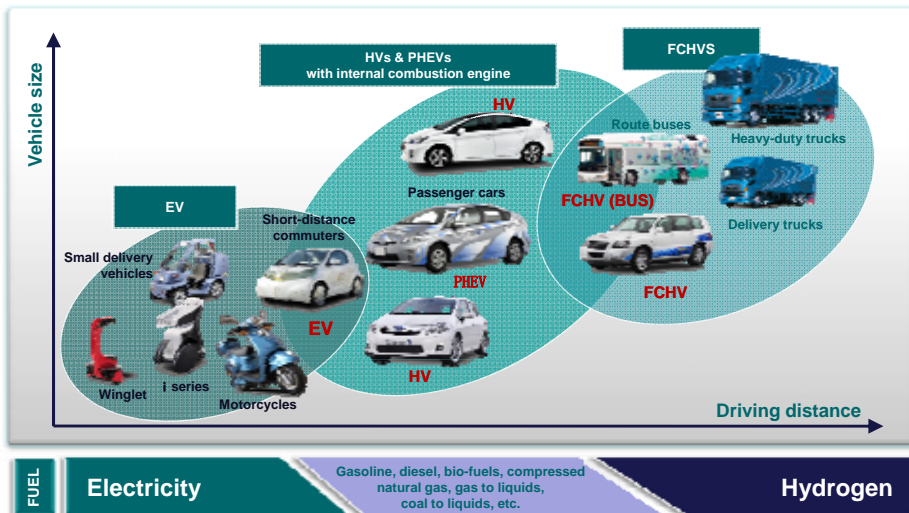 Vehicle size
HVs & PHEVs
with internal combustion engine
FCHVS
HV
Route buses
Heavy-duty trucks
EV
Passenger cars
FCHV (BUS)
Short-distance
commuters
Delivery trucks
Small delivery
vehicles
PHEV
FCHV
EV
HV
Winglet
i series
Motorcycles
Driving distance
FUEL
Electricity
Gasoline, diesel, bio-fuels, compressed
natural gas, gas to liquids,
coal to liquids, etc.
Hydrogen